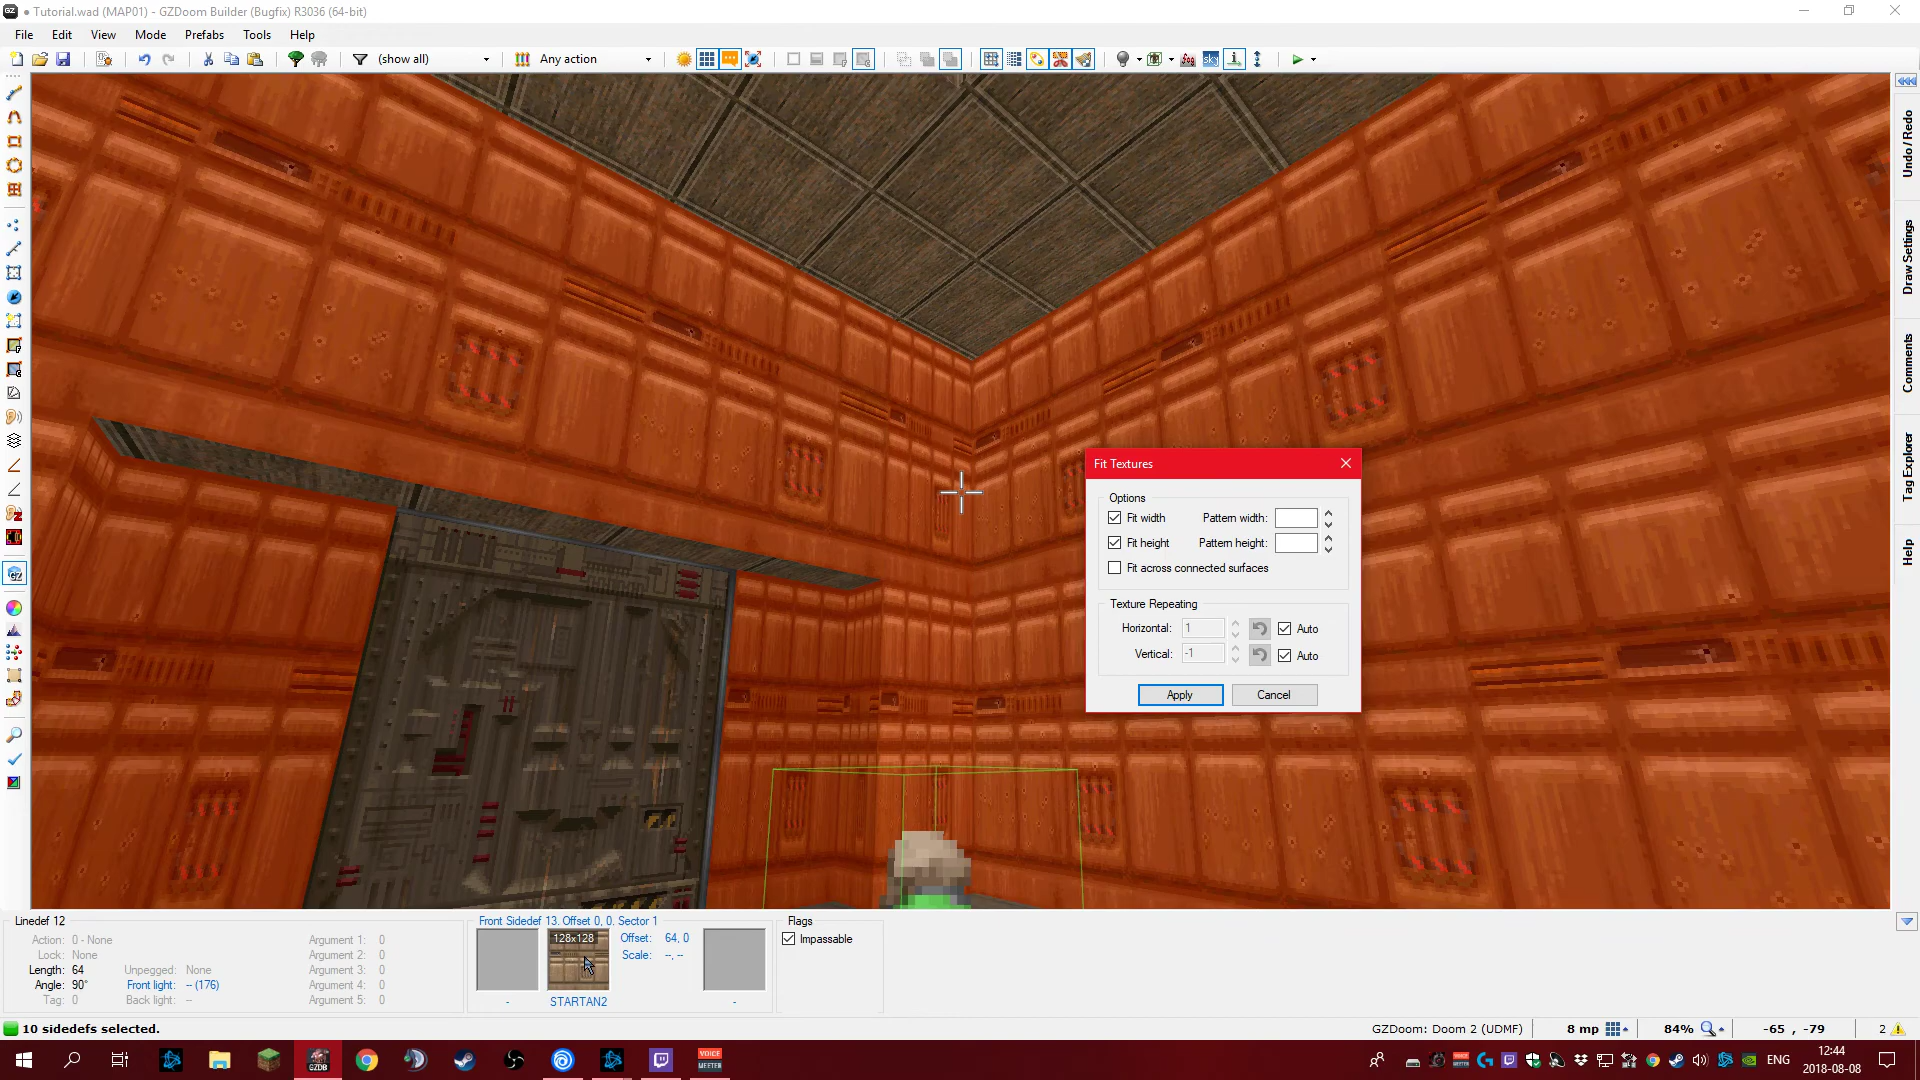 Tutorial.wad (MAP01) - GZDoom Builder (Bugfix) R3036 (64-bit)
File Edit View Mode Prefabs Tools Help
(show all)
Any action
sky
Undo / Redo
Draw Settings
Comments
Tag Explorer
Help
Fit Textures
Options
Fit width
Pattern width:
Fit height
Pattern height:
Fit across connected surfaces
Texture Repeating
Horizontal: 1 Auto
Vertical: -1 Auto
Apply Cancel
Linedef 12
Action: 0 - None
Lock: None
Length: 64
Angle: 90°
Tag: 0
Unpegged: None
Front light: -- (176)
Back light: --
Argument 1: 0
Argument 2: 0
Argument 3: 0
Argument 4: 0
Argument 5: 0
Front Sidedef 13. Offset 0, 0. Sector 1
-
128x128
STARTAN2
Offset: 64, 0
Scale: --, --
-
Flags
Impassable
10 sidedefs selected.
GZDoom: Doom 2 (UDMF)
8 mp
84%
-65 , -79
2
GZDB
VOICE
MEETER
ENG
12:44
2018-08-08